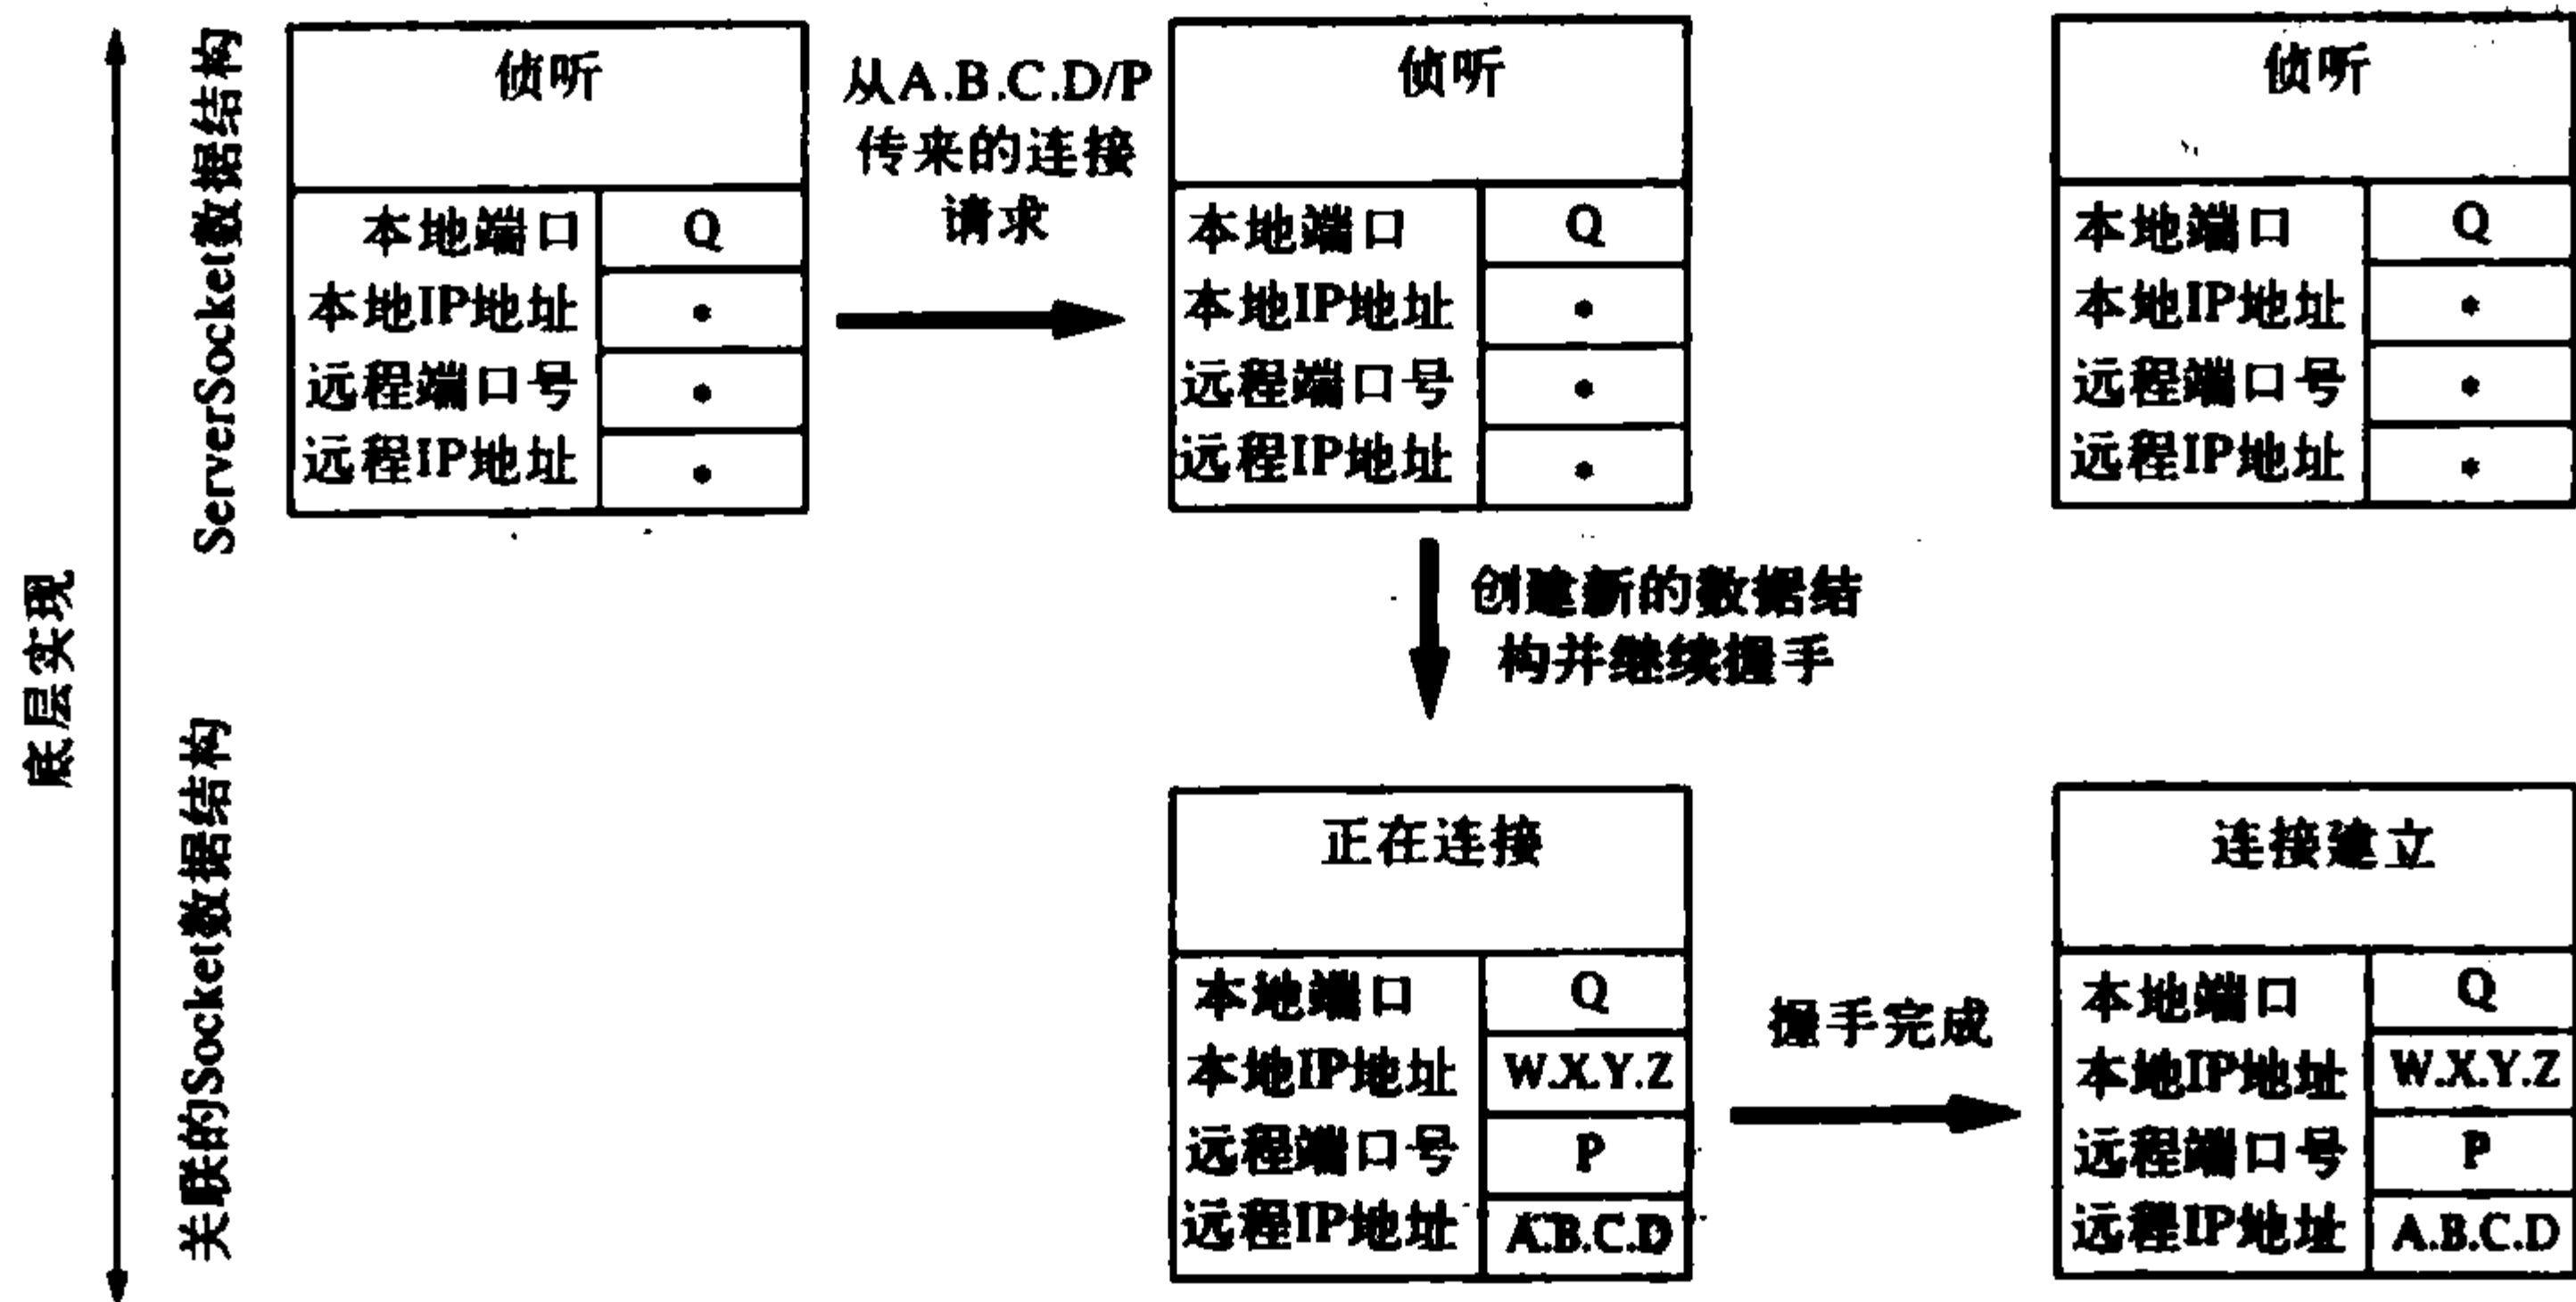 底层实现
ServerSocket数据结构
侦听
本地端口 Q
本地IP地址 *
远程端口号 *
远程IP地址 *
从A.B.C.D/P
传来的连接
请求
侦听
本地端口 Q
本地IP地址 *
远程端口号 *
远程IP地址 *
侦听
本地端口 Q
本地IP地址 *
远程端口号 *
远程IP地址 *
创建新的数据结
构并继续握手
关联的Socket数据结构
正在连接
本地端口 Q
本地IP地址 W.X.Y.Z
远程端口号 P
远程IP地址 A.B.C.D
握手完成
连接建立
本地端口 Q
本地IP地址 W.X.Y.Z
远程端口号 P
远程IP地址 A.B.C.D